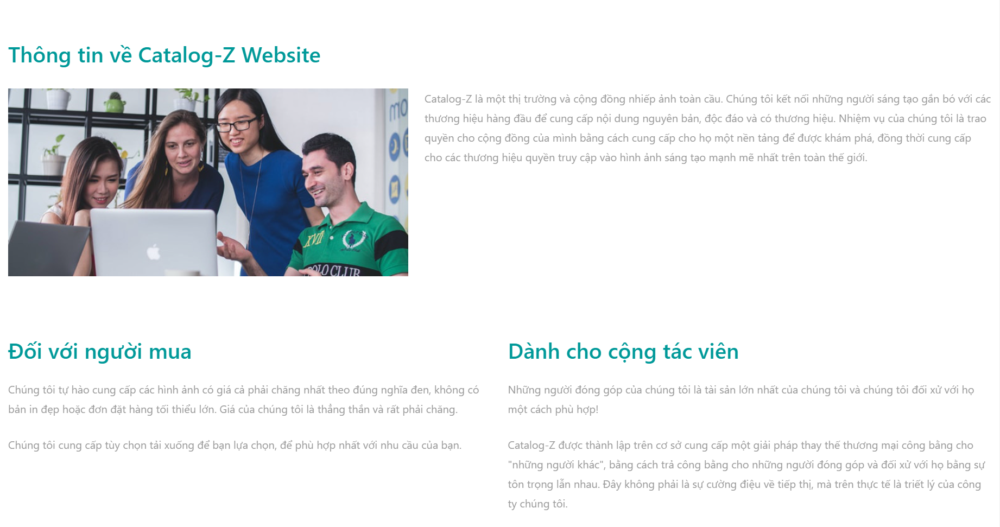 Thông tin về Catalog-Z Website
mo
XVII
POLO CLUB
Catalog-Z là một thị trường và cộng đồng nhiếp ảnh toàn cầu. Chúng tôi kết nối những người sáng tạo gắn bó với các
thương hiệu hàng đầu để cung cấp nội dung nguyên bản, độc đáo và có thương hiệu. Nhiệm vụ của chúng tôi là trao
quyền cho cộng đồng của mình bằng cách cung cấp cho họ một nền tảng để được khám phá, đồng thời cung cấp
cho các thương hiệu quyền truy cập vào hình ảnh sáng tạo mạnh mẽ nhất trên toàn thế giới.
Đối với người mua
Chúng tôi tự hào cung cấp các hình ảnh có giá cả phải chăng nhất theo đúng nghĩa đen, không có
bản in đẹp hoặc đơn đặt hàng tối thiểu lớn. Giá của chúng tôi là thẳng thắn và rất phải chăng.
Chúng tôi cung cấp tùy chọn tải xuống để bạn lựa chọn, để phù hợp nhất với nhu cầu của bạn.
Dành cho cộng tác viên
Những người đóng góp của chúng tôi là tài sản lớn nhất của chúng tôi và chúng tôi đối xử với họ
một cách phù hợp!
Catalog-Z được thành lập trên cơ sở cung cấp một giải pháp thay thế thương mại công bằng cho
"những người khác", bằng cách trả công bằng cho những người đóng góp và đối xử với họ bằng sự
tôn trọng lẫn nhau. Đây không phải là sự cường điệu về tiếp thị, mà trên thực tế là triết lý của công
ty chúng tôi.